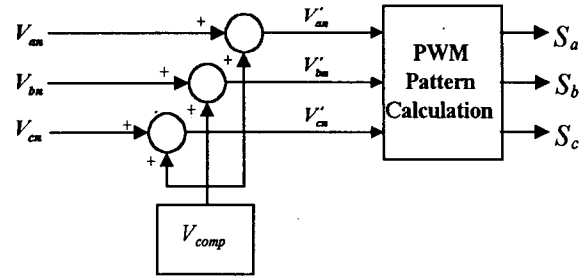 V_an + V'_an S_a
PWM
V_bn + V'_bn Pattern S_b
+ Calculation
V_cn + V'_cn S_c
+ +
V_comp